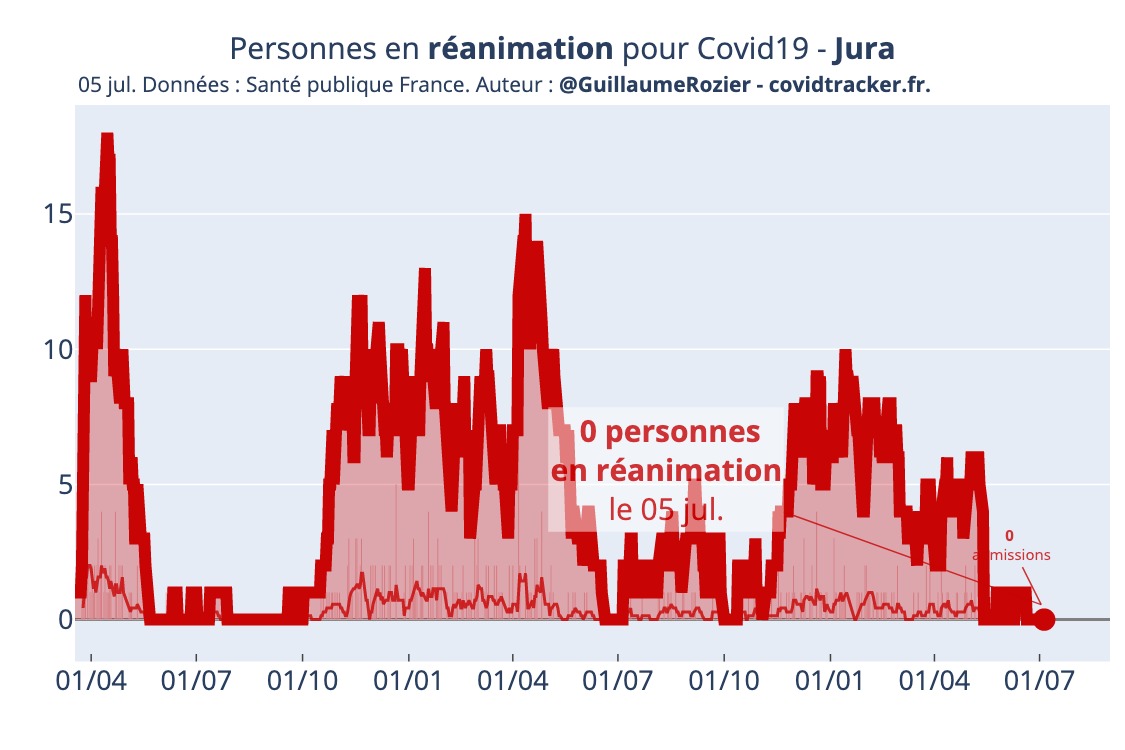 Personnes en réanimation pour Covid19 - Jura
05 jul. Données : Santé publique France. Auteur : @GuillaumeRozier - covidtracker.fr.
15
10
5
0
0 personnes
en réanimation
le 05 jul.
0
admissions
01/04 01/07 01/10 01/01 01/04 01/07 01/10 01/01 01/04 01/07